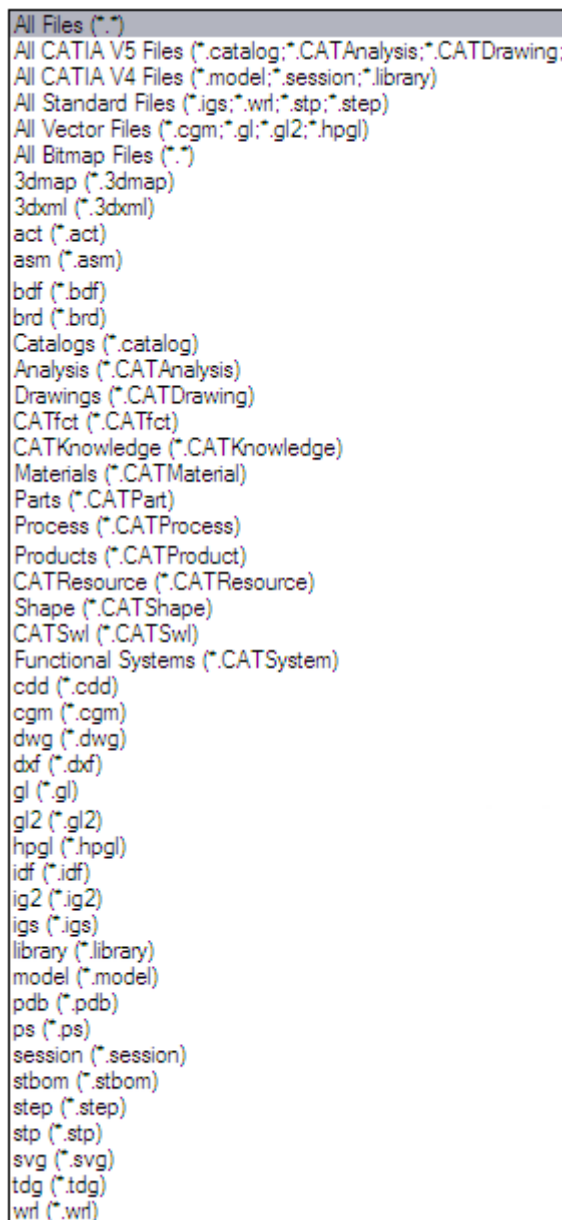 All Files (*.*)
All CATIA V5 Files (*.catalog;*.CATAnalysis;*.CATDrawing;
All CATIA V4 Files (*.model;*.session;*.library)
All Standard Files (*.igs;*.wrl;*.stp;*.step)
All Vector Files (*.cgm;*.gl;*.gl2;*.hpgl)
All Bitmap Files (*.*)
3dmap (*.3dmap)
3dxml (*.3dxml)
act (*.act)
asm (*.asm)
bdf (*.bdf)
brd (*.brd)
Catalogs (*.catalog)
Analysis (*.CATAnalysis)
Drawings (*.CATDrawing)
CATfct (*.CATfct)
CATKnowledge (*.CATKnowledge)
Materials (*.CATMaterial)
Parts (*.CATPart)
Process (*.CATProcess)
Products (*.CATProduct)
CATResource (*.CATResource)
Shape (*.CATShape)
CATSwl (*.CATSwl)
Functional Systems (*.CATSystem)
cdd (*.cdd)
cgm (*.cgm)
dwg (*.dwg)
dxf (*.dxf)
gl (*.gl)
gl2 (*.gl2)
hpgl (*.hpgl)
idf (*.idf)
ig2 (*.ig2)
igs (*.igs)
library (*.library)
model (*.model)
pdb (*.pdb)
ps (*.ps)
session (*.session)
stbom (*.stbom)
step (*.step)
stp (*.stp)
svg (*.svg)
tdg (*.tdg)
wrl (*.wrl)